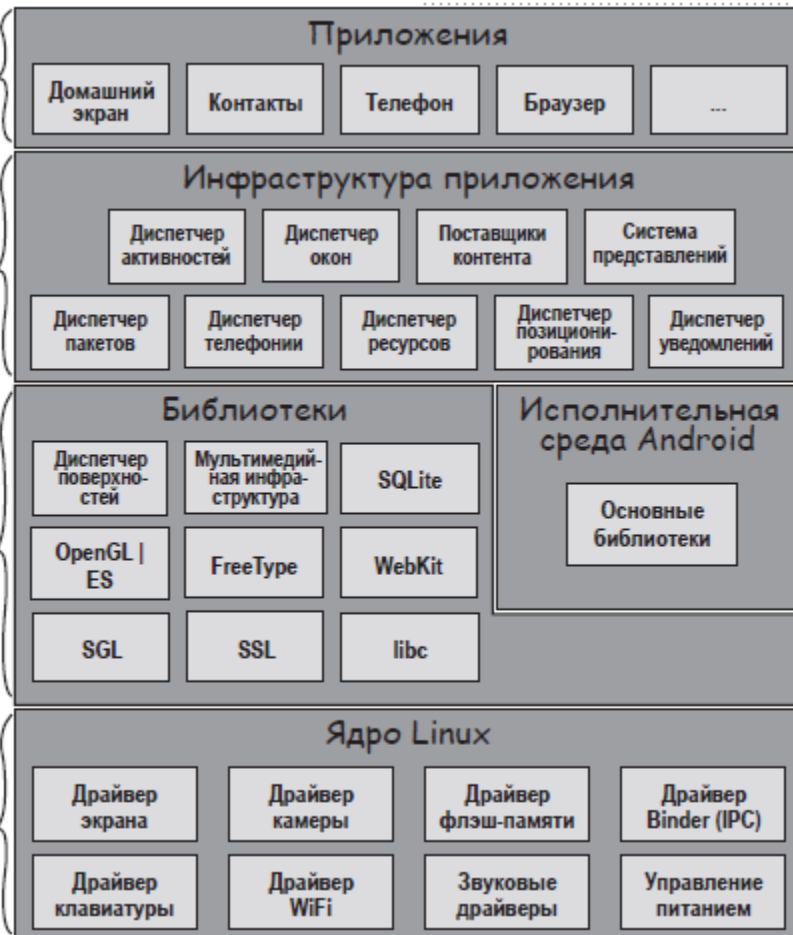 Приложения
Домашний
экран
Контакты
Телефон
Браузер
...
Инфраструктура приложения
Диспетчер
активностей
Диспетчер
окон
Поставщики
контента
Система
представлений
Диспетчер
пакетов
Диспетчер
телефонии
Диспетчер
ресурсов
Диспетчер
позициони-
рования
Диспетчер
уведомлений
Библиотеки
Диспетчер
поверхно-
стей
Мультимедий-
ная инфра-
структура
SQLite
OpenGL |
ES
FreeType
WebKit
SGL
SSL
libc
Исполнительная
среда Android
Основные
библиотеки
Ядро Linux
Драйвер
экрана
Драйвер
камеры
Драйвер
флэш-памяти
Драйвер
Binder (IPC)
Драйвер
клавиатуры
Драйвер
WiFi
Звуковые
драйверы
Управление
питанием